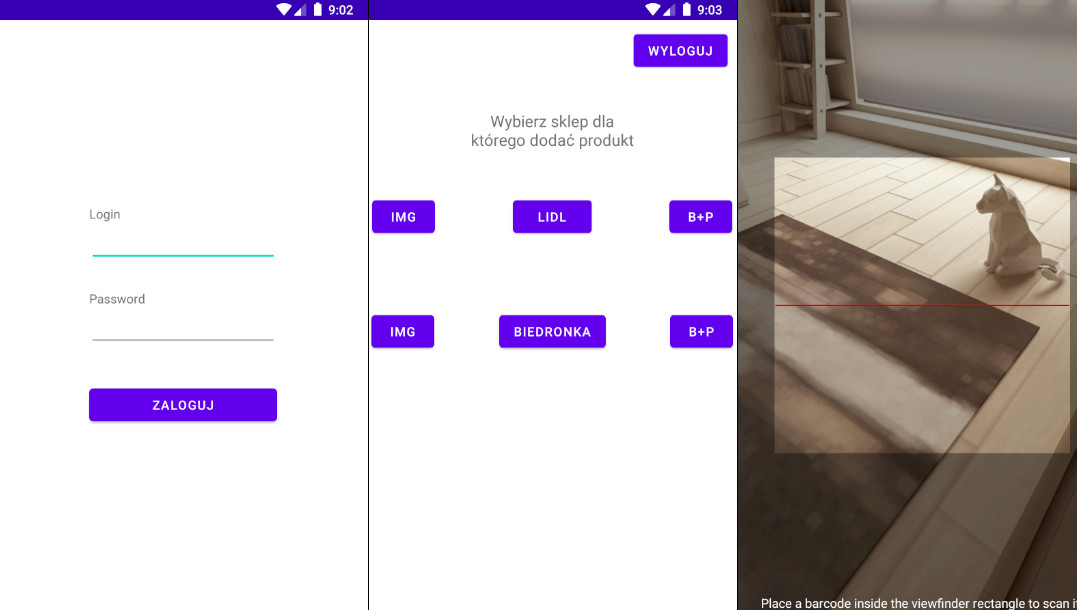 9:02
Login
Password
ZALOGUJ
9:03
WYLOGUJ
Wybierz sklep dla
którego dodać produkt
IMG LIDL B+P
IMG BIEDRONKA B+P
Place a barcode inside the viewfinder rectangle to scan